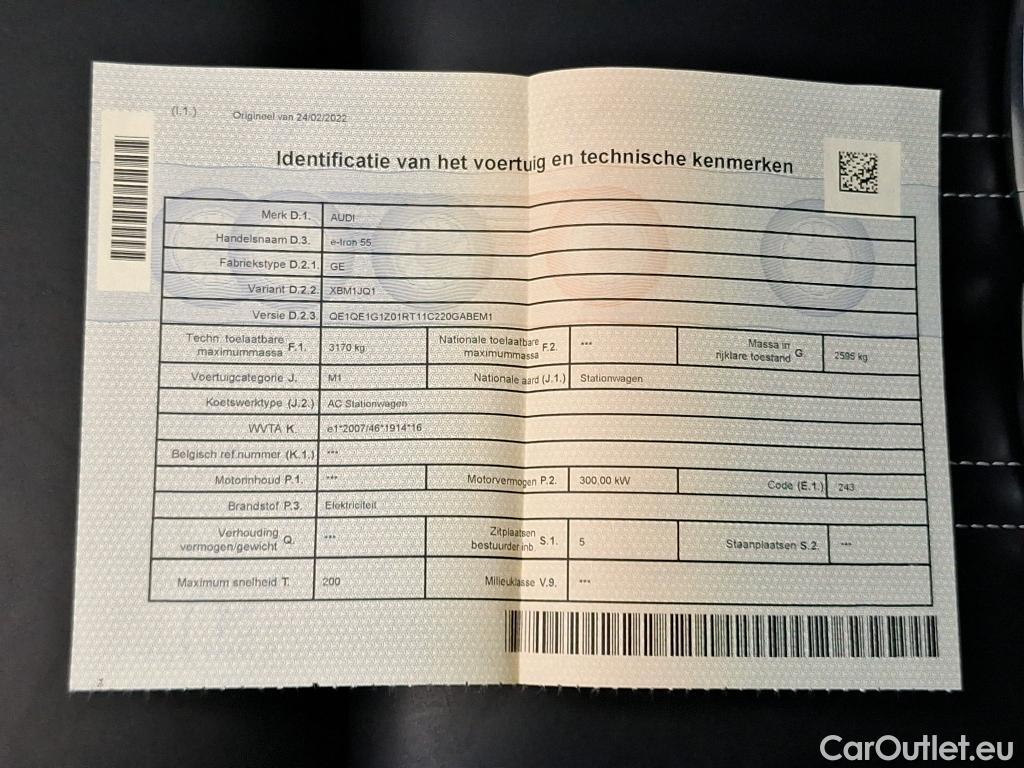 (I.1.) Origineel van 24/02/2022
Identificatie van het voertuig en technische kenmerken
Merk D.1. AUDI
Handelsnaam D.3. e-tron 55
Fabriekstype D.2.1. GE
Variant D.2.2. XBM1JQ1
Versie D.2.3. QE1QE1G1Z01RT11C220GABEM1
Techn. toelaatbare maximummassa F.1. 3170 kg Nationale toelaatbare maximummassa F.2. *** Massa in rijklare toestand G 2595 kg
Voertuigcategorie J. M1 Nationale aard (J.1.) Stationwagen
Koetswerktype (J.2.) AC Stationwagen
WVTA K. e1*2007/46*1914*16
Belgisch ref.nummer (K.1.) ***
Motorinhoud P.1. *** Motorvermogen P.2. 300,00 kW Code (E.1.) 243
Brandstof P.3. Elektriciteit
Verhouding vermogen/gewicht Q. *** Zitplaatsen bestuurder inb. S.1. 5 Staanplaatsen S.2. ***
Maximum snelheid T. 200 Milieuklasse V.9. ***
CarOutlet.eu